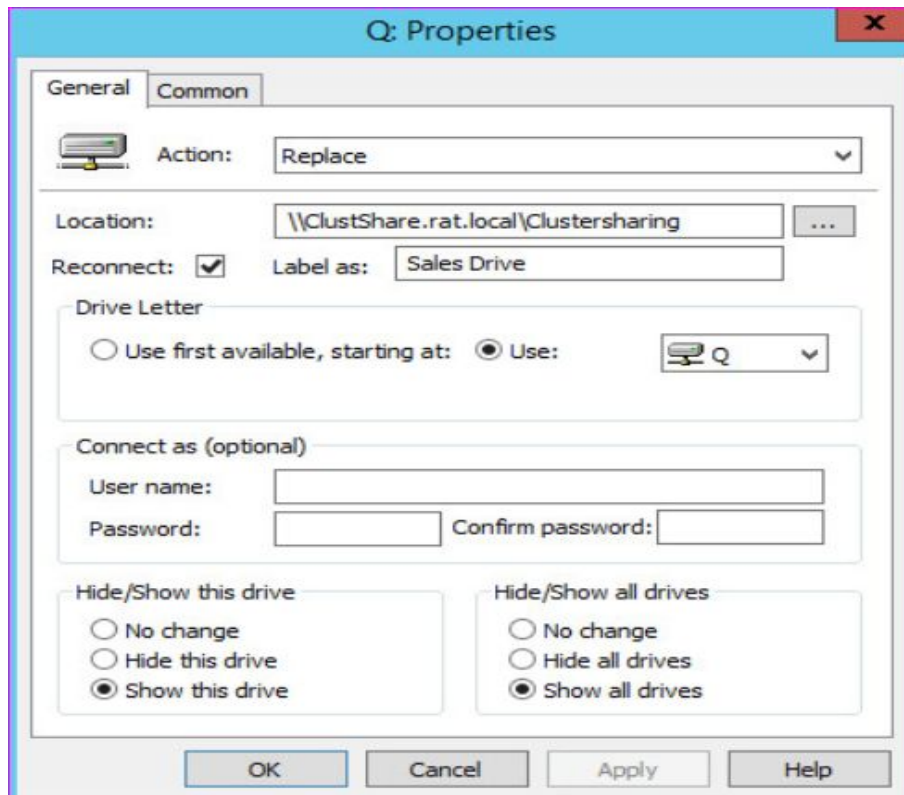 Q: Properties
x
General Common
Action: Replace
Location: \\ClustShare.rat.local\Clustersharing ...
Reconnect: Label as: Sales Drive
Drive Letter
Use first available, starting at: Use: Q
Connect as (optional)
User name:
Password: Confirm password:
Hide/Show this drive Hide/Show all drives
No change No change
Hide this drive Hide all drives
Show this drive Show all drives
OK Cancel Apply Help